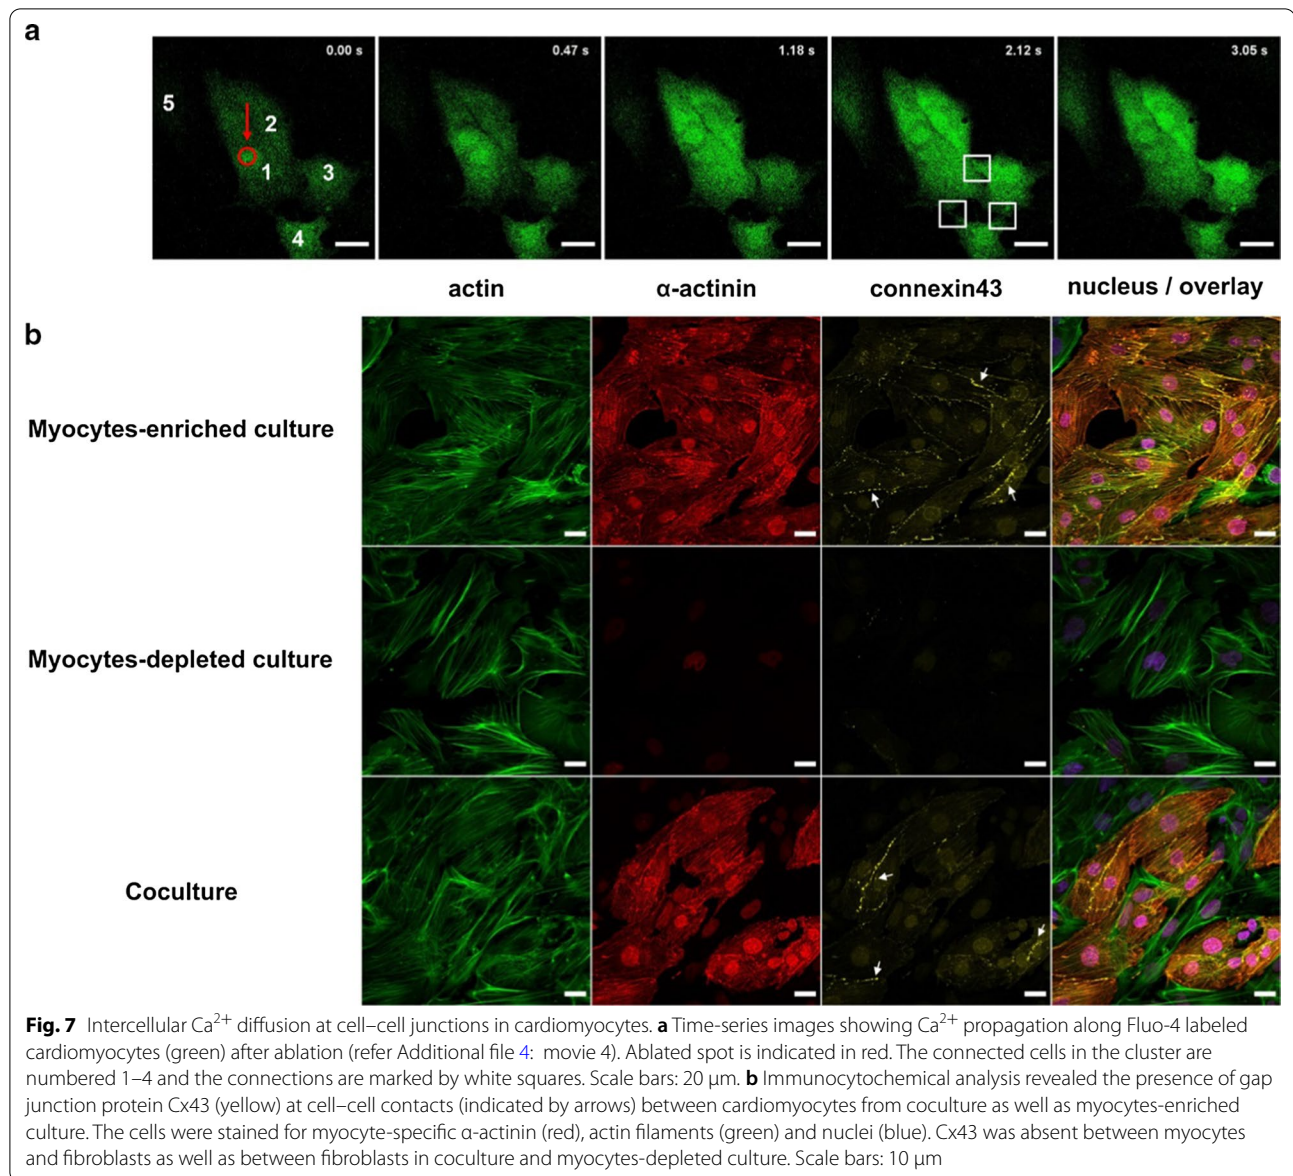 a
0.00 s
0.47 s
1.18 s
2.12 s
3.05 s
5
2
1
3
4
actin
α-actinin
connexin43
nucleus / overlay
b
Myocytes-enriched culture
Myocytes-depleted culture
Coculture
Fig. 7 Intercellular Ca²⁺ diffusion at cell–cell junctions in cardiomyocytes. a Time-series images showing Ca²⁺ propagation along Fluo-4 labeled
cardiomyocytes (green) after ablation (refer Additional file 4: movie 4). Ablated spot is indicated in red. The connected cells in the cluster are
numbered 1–4 and the connections are marked by white squares. Scale bars: 20 μm. b Immunocytochemical analysis revealed the presence of gap
junction protein Cx43 (yellow) at cell–cell contacts (indicated by arrows) between cardiomyocytes from coculture as well as myocytes-enriched
culture. The cells were stained for myocyte-specific α-actinin (red), actin filaments (green) and nuclei (blue). Cx43 was absent between myocytes
and fibroblasts as well as between fibroblasts in coculture and myocytes-depleted culture. Scale bars: 10 μm